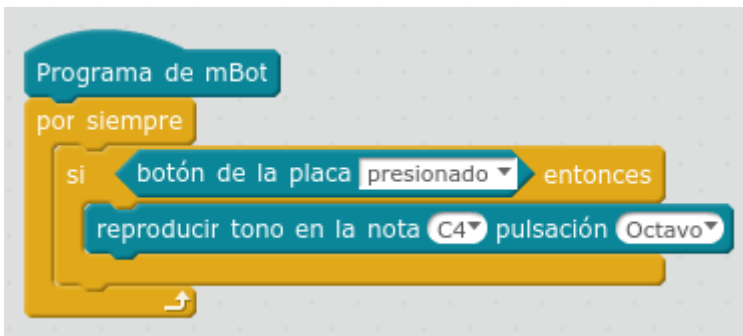 Programa de mBot
por siempre
si botón de la placa presionado entonces
reproducir tono en la nota C4 pulsación Octavo